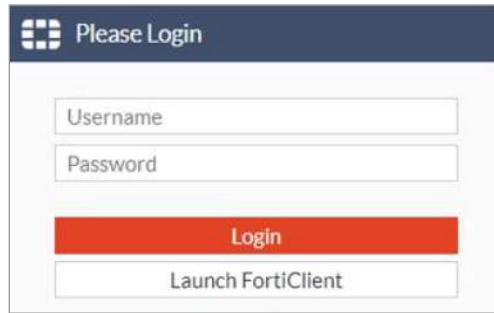 Please Login
Username
Password
Login
Launch FortiClient